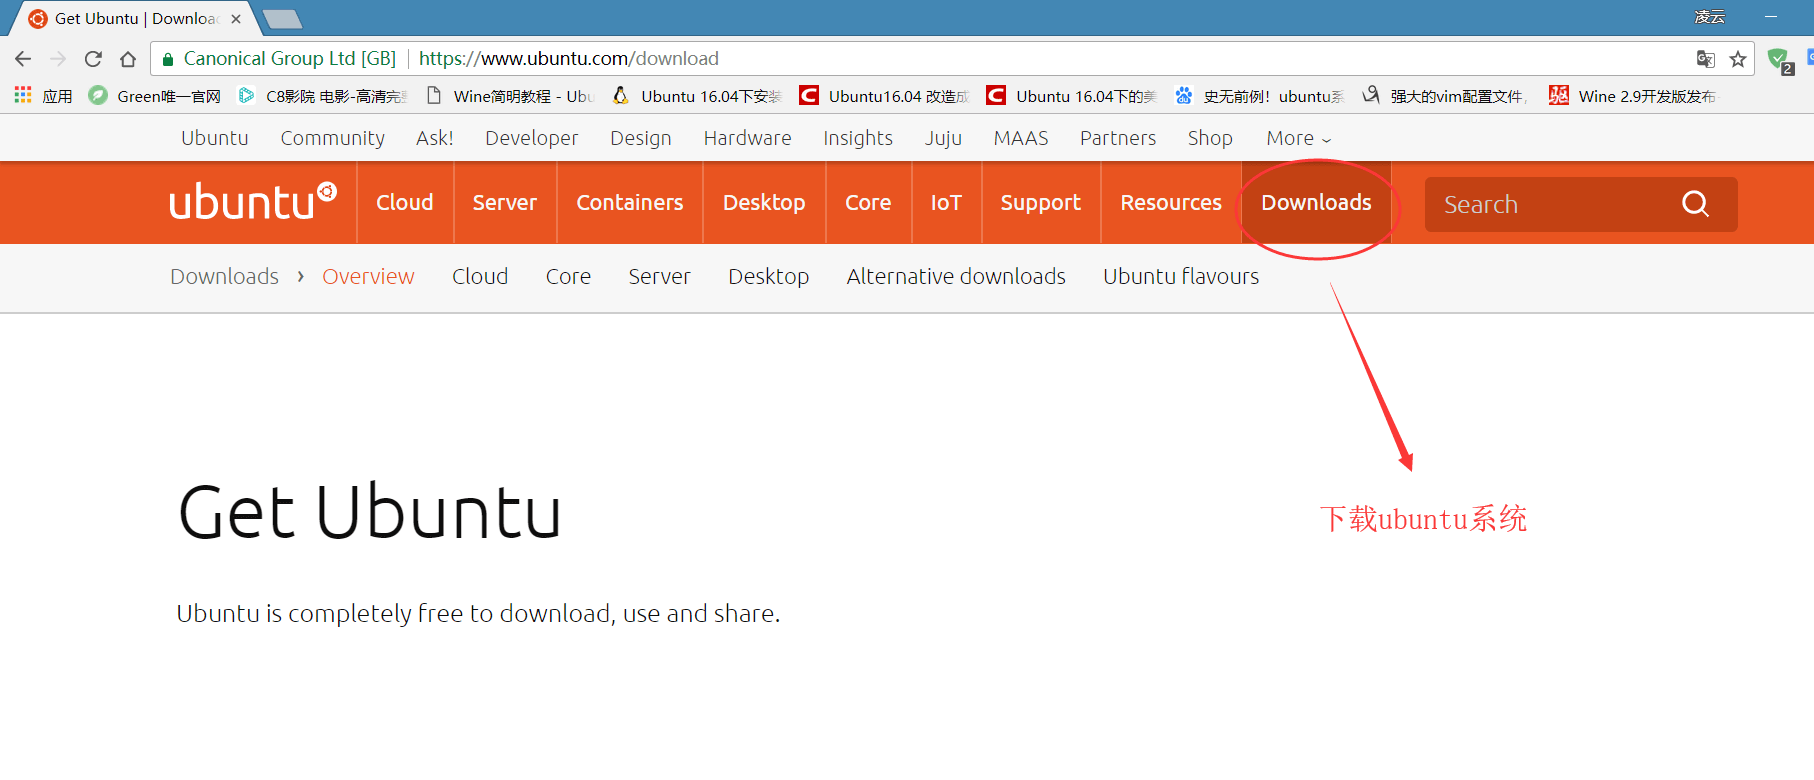 Get Ubuntu | Downloa
凌云
Canonical Group Ltd [GB] https://www.ubuntu.com/download
2
应用 Green唯一官网 C8影院 电影-高清完 Wine简明教程 - Ubu Ubuntu 16.04下安装 Ubuntu16.04 改造成 Ubuntu 16.04下的美 史无前例！ubuntu系 强大的vim配置文件， Wine 2.9开发版发布
Ubuntu Community Ask! Developer Design Hardware Insights Juju MAAS Partners Shop More
ubuntu Cloud Server Containers Desktop Core IoT Support Resources Downloads Search
Downloads › Overview Cloud Core Server Desktop Alternative downloads Ubuntu flavours
Get Ubuntu
下载ubuntu系统
Ubuntu is completely free to download, use and share.